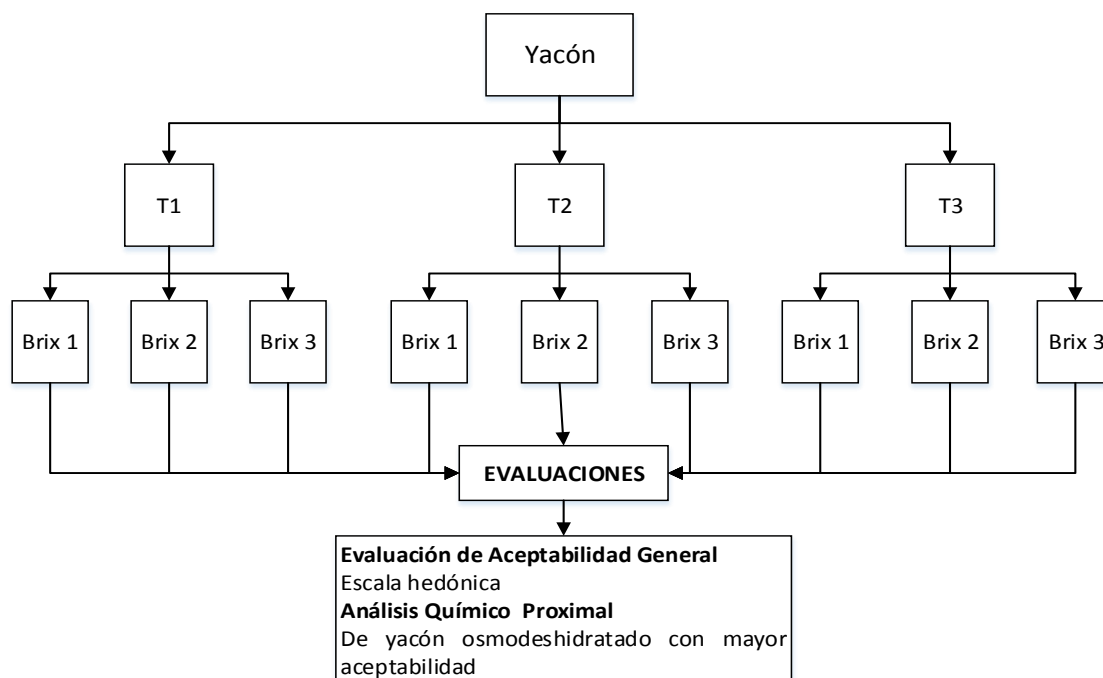 Yacón
T1 T2 T3
Brix 1 Brix 2 Brix 3 Brix 1 Brix 2 Brix 3 Brix 1 Brix 2 Brix 3
EVALUACIONES
Evaluación de Aceptabilidad General
Escala hedónica
Análisis Químico Proximal
De yacón osmodeshidratado con mayor
aceptabilidad